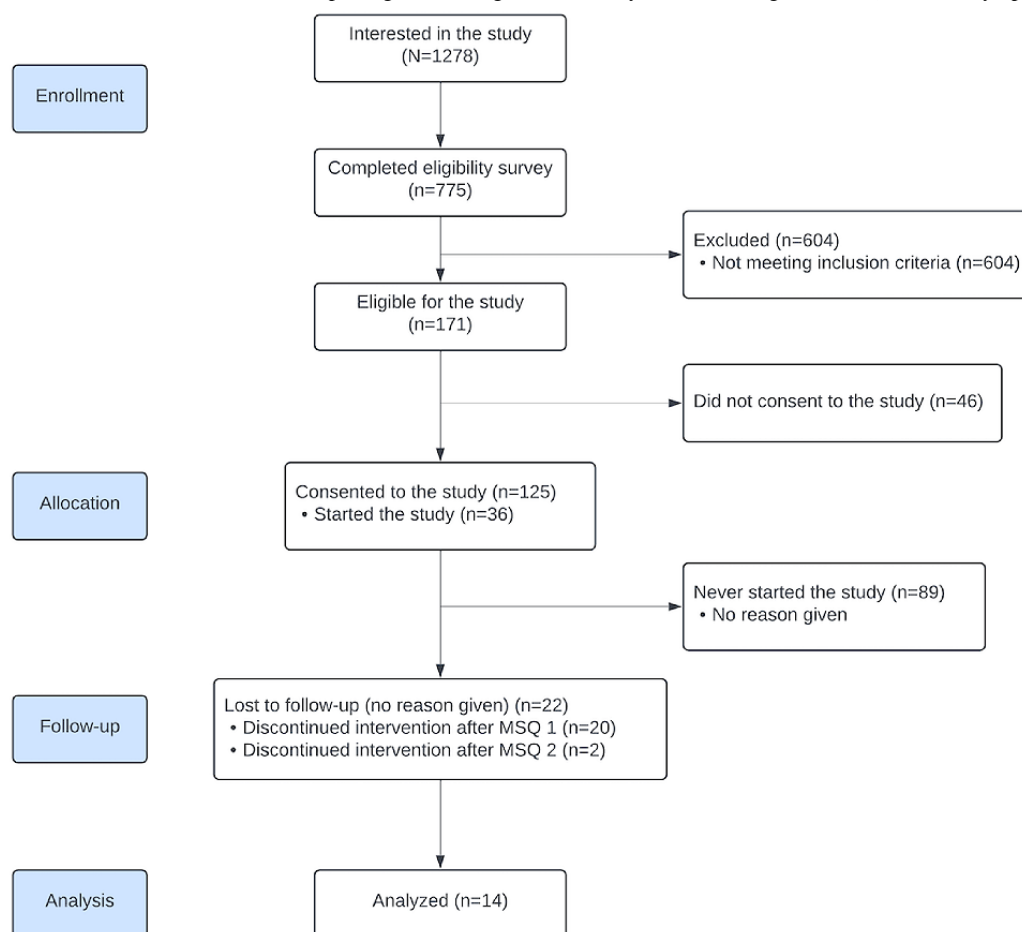 Interested in the study
(N=1278)
Enrollment
Completed eligibility survey
(n=775)
Excluded (n=604)
• Not meeting inclusion criteria (n=604)
Eligible for the study
(n=171)
Did not consent to the study (n=46)
Allocation
Consented to the study (n=125)
• Started the study (n=36)
Never started the study (n=89)
• No reason given
Follow-up
Lost to follow-up (no reason given) (n=22)
• Discontinued intervention after MSQ 1 (n=20)
• Discontinued intervention after MSQ 2 (n=2)
Analysis
Analyzed (n=14)